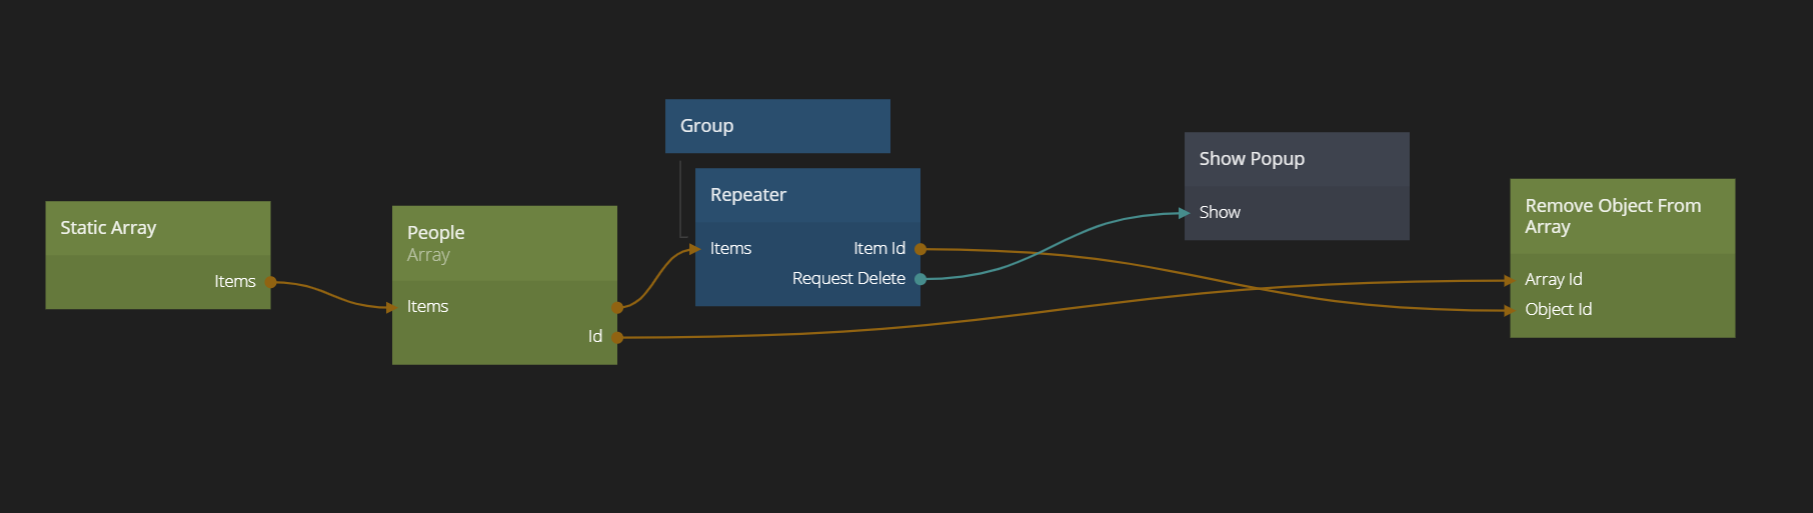 Static Array
Items
People
Array
Items
Id
Group
Repeater
Items
Item Id
Request Delete
Show Popup
Show
Remove Object From
Array
Array Id
Object Id